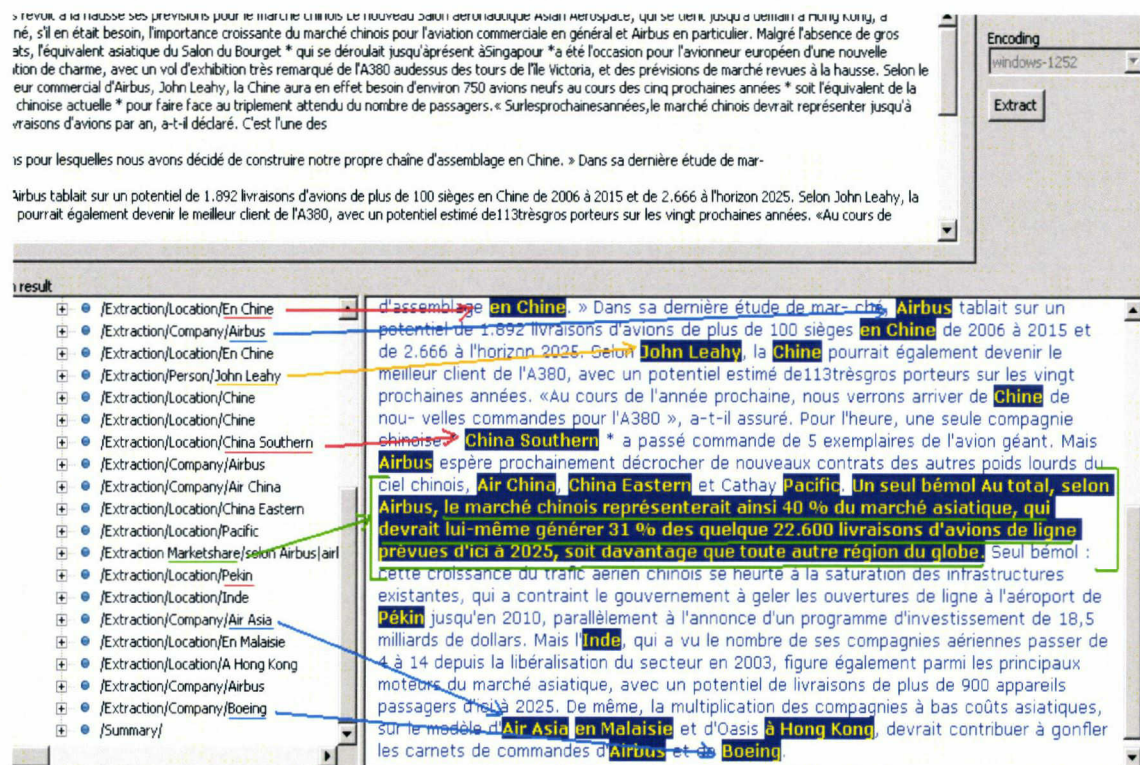 s revoit à la hausse ses prévisions pour le marché chinois Le nouveau Salon aéronautique Asian Aerospace, qui se tient jusqu'à demain à Hong Kong, a
né, s'il en était besoin, l'importance croissante du marché chinois pour l'aviation commerciale en général et Airbus en particulier. Malgré l'absence de gros
ats, l'équivalent asiatique du Salon du Bourget * qui se déroulait jusqu'àprésent àSingapour *a été l'occasion pour l'avionneur européen d'une nouvelle
tion de charme, avec un vol d'exhibition très remarqué de l'A380 audessus des tours de l'île Victoria, et des prévisions de marché revues à la hausse. Selon le
eur commercial d'Airbus, John Leahy, la Chine aura en effet besoin d'environ 750 avions neufs au cours des cinq prochaines années * soit l'équivalent de la
chinoise actuelle * pour faire face au triplement attendu du nombre de passagers.« Surlesprochainesannées,le marché chinois devrait représenter jusqu'à
vraisons d'avions par an, a-t-il déclaré. C'est l'une des
ns pour lesquelles nous avons décidé de construire notre propre chaîne d'assemblage en Chine. » Dans sa dernière étude de mar-
Airbus tablait sur un potentiel de 1.892 livraisons d'avions de plus de 100 sièges en Chine de 2006 à 2015 et de 2.666 à l'horizon 2025. Selon John Leahy, la
pourrait également devenir le meilleur client de l'A380, avec un potentiel estimé de113trèsgros porteurs sur les vingt prochaines années. «Au cours de
Encoding
windows-1252
Extract
n result
/Extraction/Location/En Chine
/Extraction/Company/Airbus
/Extraction/Location/En Chine
/Extraction/Person/John Leahy
/Extraction/Location/Chine
/Extraction/Location/Chine
/Extraction/Location/China Southern
/Extraction/Company/Airbus
/Extraction/Company/Air China
/Extraction/Location/China Eastern
/Extraction/Location/Pacific
/Extraction Marketshare/selon Airbus|airl
/Extraction/Location/Pekin
/Extraction/Location/Inde
/Extraction/Company/Air Asia
/Extraction/Location/En Malaisie
/Extraction/Location/A Hong Kong
/Extraction/Company/Airbus
/Extraction/Company/Boeing
/Summary/
d'assemblage en Chine. » Dans sa dernière étude de mar- ché, Airbus tablait sur un
potentiel de 1.892 livraisons d'avions de plus de 100 sièges en Chine de 2006 à 2015 et
de 2.666 à l'horizon 2025. Selon John Leahy, la Chine pourrait également devenir le
meilleur client de l'A380, avec un potentiel estimé de113trèsgros porteurs sur les vingt
prochaines années. «Au cours de l'année prochaine, nous verrons arriver de Chine de
nou- velles commandes pour l'A380 », a-t-il assuré. Pour l'heure, une seule compagnie
chinoise * China Southern * a passé commande de 5 exemplaires de l'avion géant. Mais
Airbus espère prochainement décrocher de nouveaux contrats des autres poids lourds du
ciel chinois, Air China, China Eastern et Cathay Pacific. Un seul bémol Au total, selon
Airbus, le marché chinois représenterait ainsi 40 % du marché asiatique, qui
devrait lui-même générer 31 % des quelque 22.600 livraisons d'avions de ligne
prévues d'ici à 2025, soit davantage que toute autre région du globe. Seul bémol :
cette croissance du trafic aérien chinois se heurte à la saturation des infrastructures
existantes, qui a contraint le gouvernement à geler les ouvertures de ligne à l'aéroport de
Pékin jusqu'en 2010, parallèlement à l'annonce d'un programme d'investissement de 18,5
milliards de dollars. Mais l'Inde, qui a vu le nombre de ses compagnies aériennes passer de
4 à 14 depuis la libéralisation du secteur en 2003, figure également parmi les principaux
moteurs du marché asiatique, avec un potentiel de livraisons de plus de 900 appareils
passagers d'ici à 2025. De même, la multiplication des compagnies à bas coûts asiatiques,
sur le modèle d'Air Asia en Malaisie et d'Oasis à Hong Kong, devrait contribuer à gonfler
les carnets de commandes d'Airbus et de Boeing.